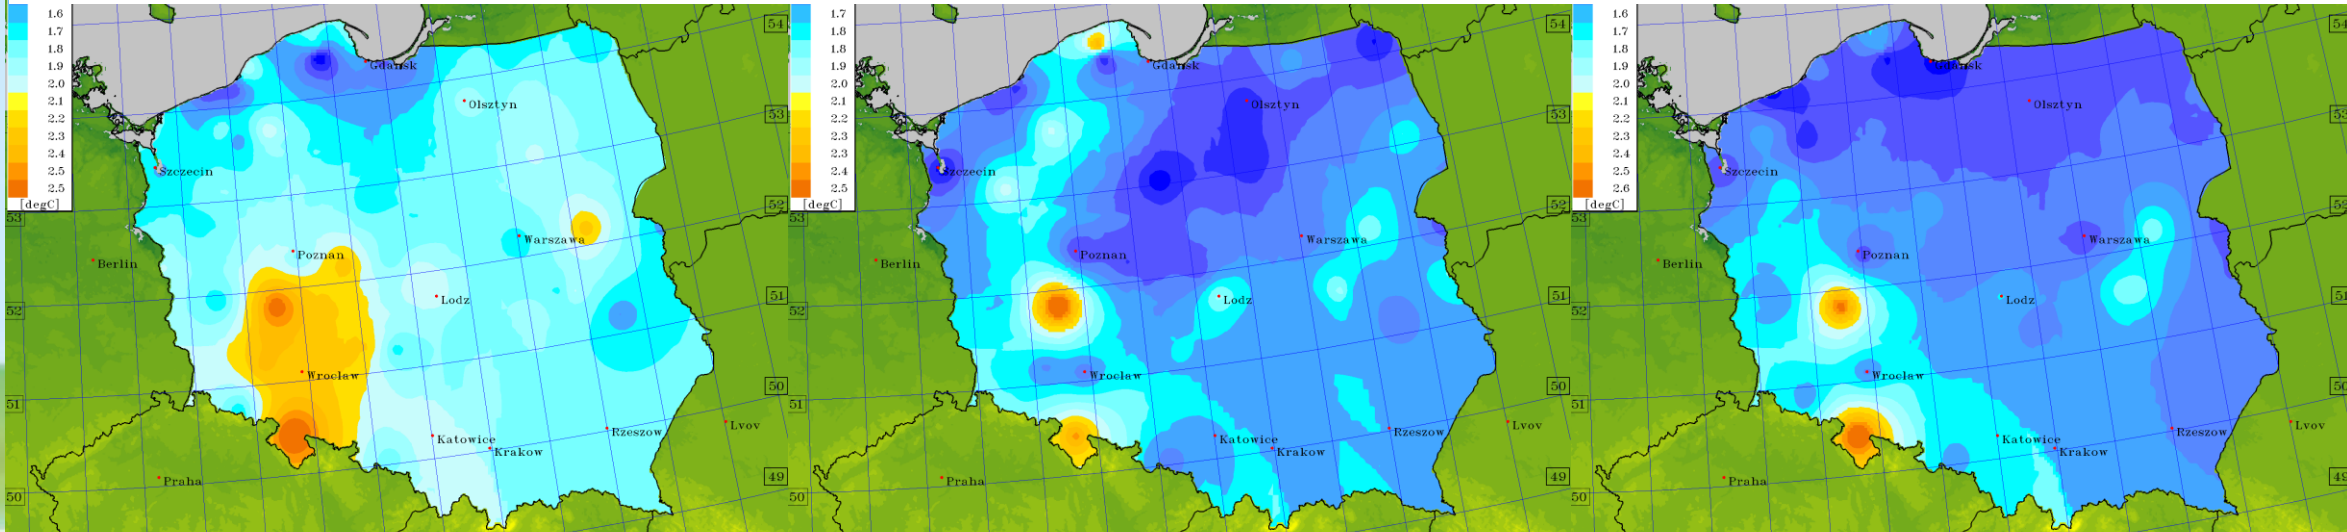 1.6
1.7
1.8
1.9
2.0
2.1
2.2
2.3
2.4
2.5
2.5
[degC]
54
53
52
51
50
49
53
52
51
50
Gdansk
Olsztyn
Szczecin
Warszawa
Poznan
Berlin
Lodz
Wroclaw
Katowice
Krakow
Rzeszow
Lvov
Praha
1.7
1.8
1.9
2.0
2.1
2.2
2.3
2.4
2.5
[degC]
54
53
52
51
50
49
53
52
51
50
Gdansk
Olsztyn
Szczecin
Warszawa
Poznan
Berlin
Lodz
Wroclaw
Katowice
Krakow
Rzeszow
Lvov
Praha
1.6
1.7
1.8
1.9
2.0
2.1
2.2
2.3
2.4
2.5
2.6
[degC]
54
53
52
51
50
49
53
52
51
50
Gdansk
Olsztyn
Szczecin
Warszawa
Poznan
Berlin
Lodz
Wroclaw
Katowice
Krakow
Rzeszow
Lvov
Praha